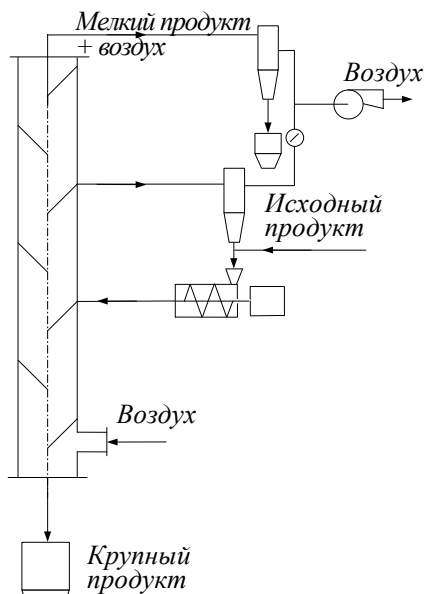 Мелкий продукт
+ воздух
Воздух
Исходный
продукт
Воздух
Крупный
продукт